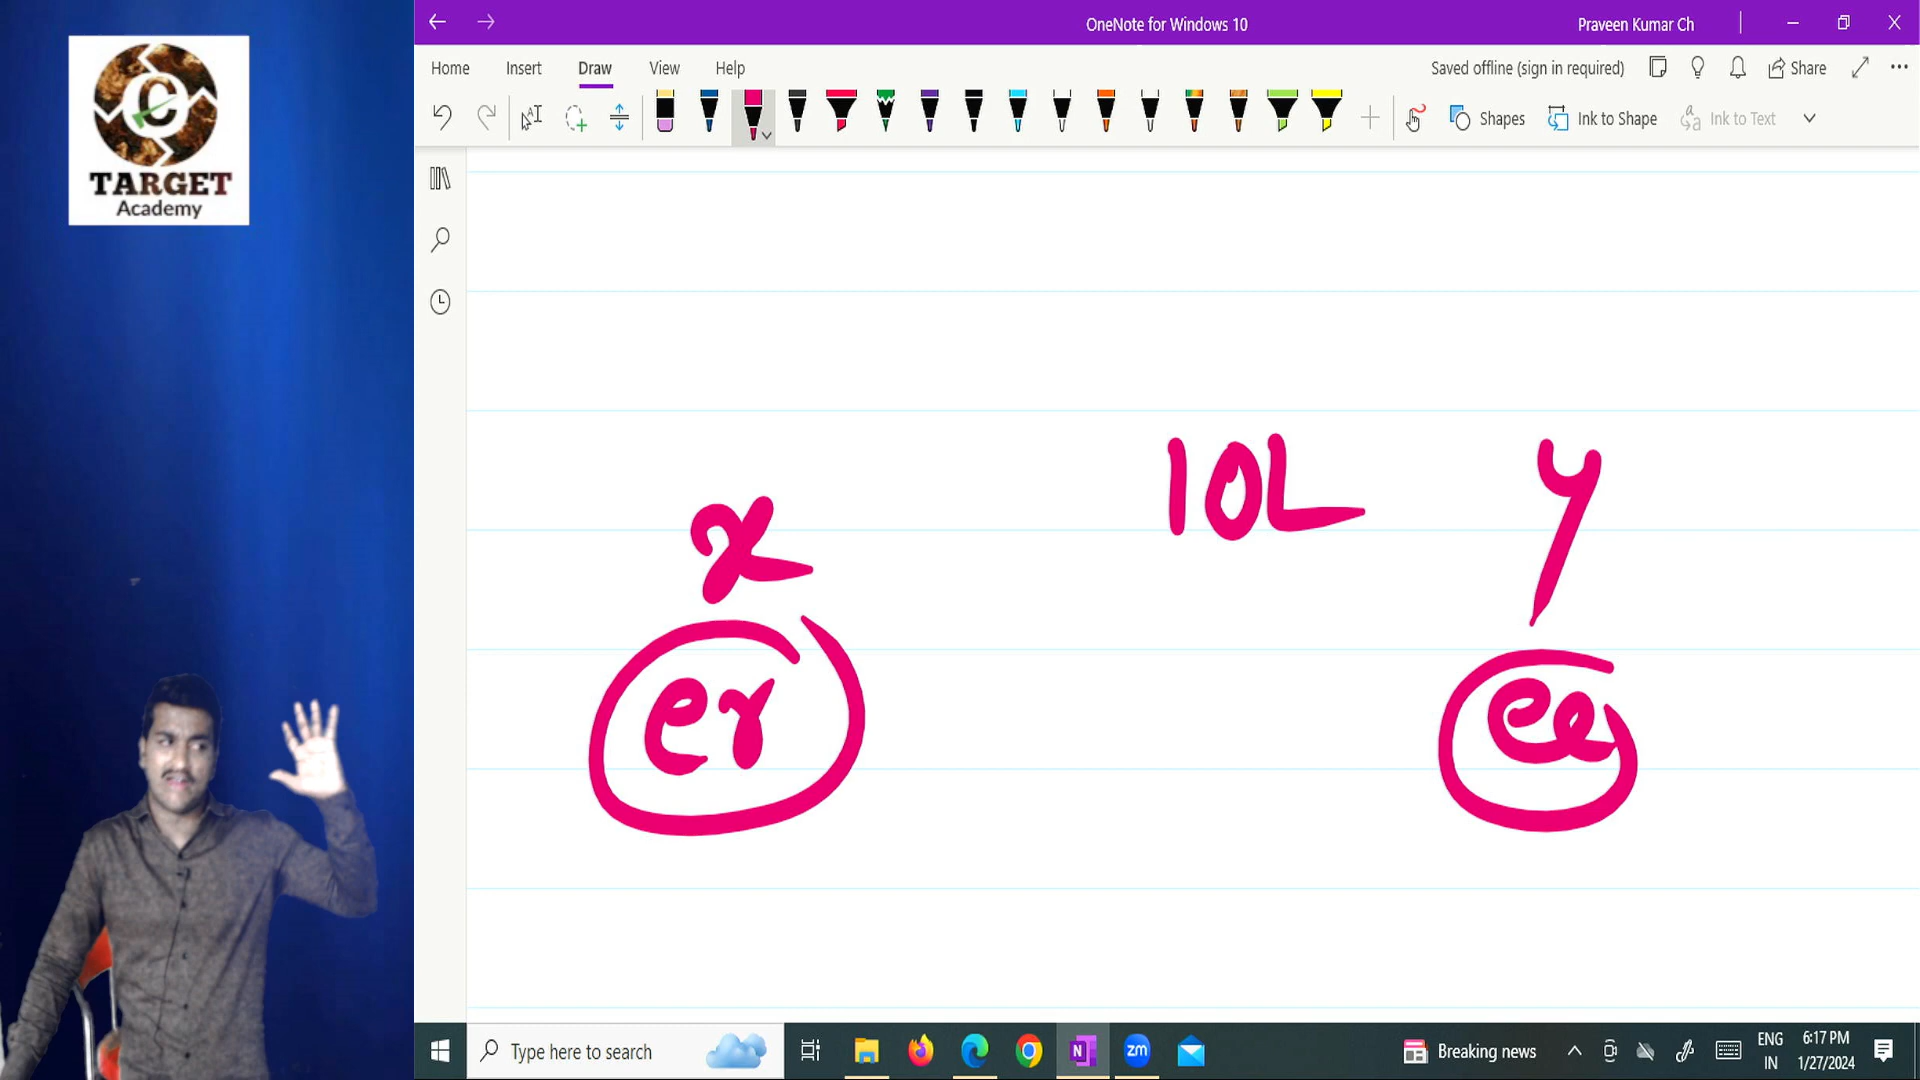 TARGET
Academy
OneNote for Windows 10
Praveen Kumar Ch
Home Insert Draw View Help
Saved offline (sign in required)
Share
Shapes
Ink to Shape
Ink to Text
10L y
x
er ee
Type here to search
zm
Breaking news
ENG
IN
6:17 PM
1/27/2024